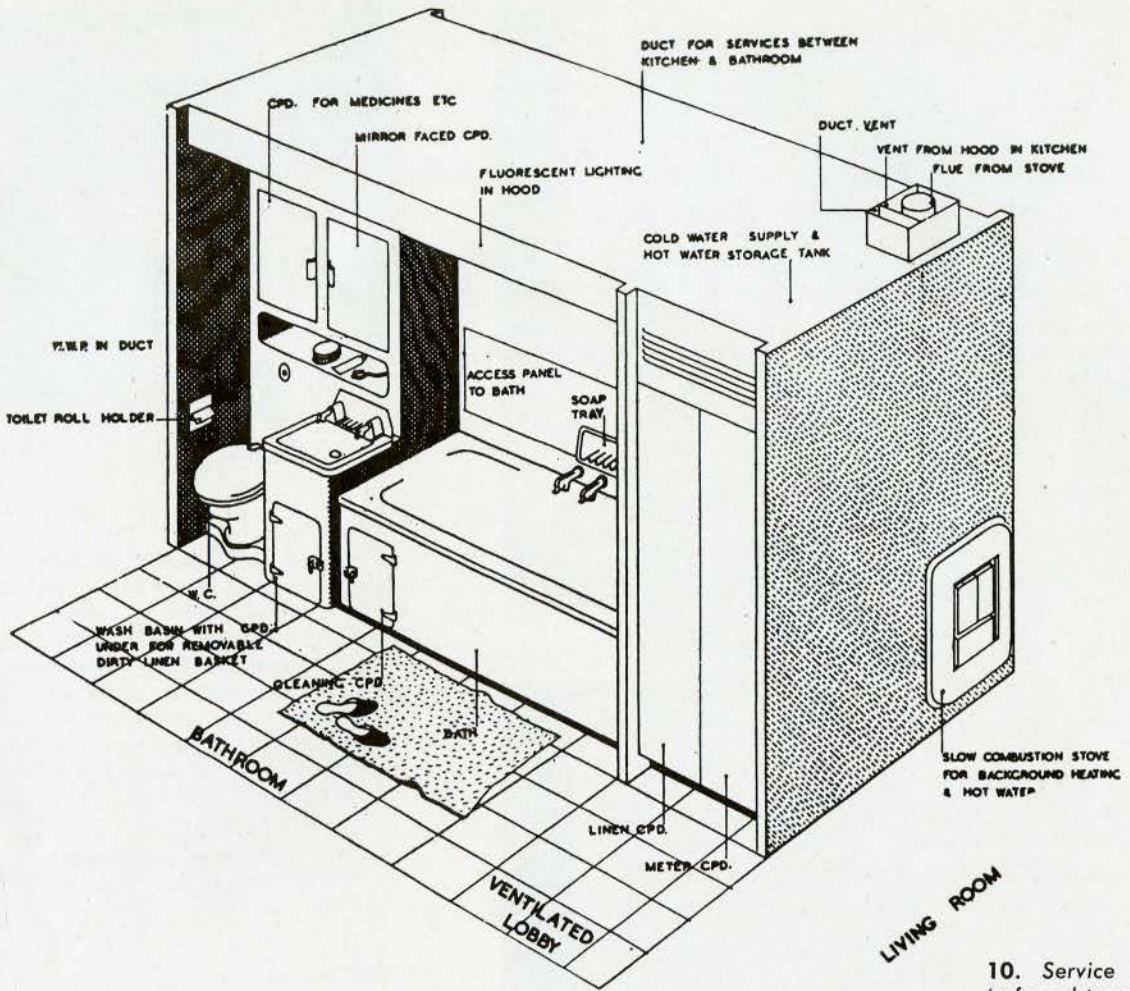 DUCT FOR SERVICES BETWEEN
KITCHEN & BATHROOM
CPD. FOR MEDICINES ETC
MIRROR FACED CPD.
FLUORESCENT LIGHTING
IN HOOD
DUCT VENT
VENT FROM HOOD IN KITCHEN
FLUE FROM STOVE
COLD WATER SUPPLY &
HOT WATER STORAGE TANK
IN DUCT
TOILET ROLL HOLDER
ACCESS PANEL
TO BATH
SOAP
TRAY
W.C.
WASH BASIN WITH CPD.
UNDER FOR REMOVABLE
DIRTY LINEN BASKET
CLEANING CPD.
BATH
BATHROOM
LINEN CPD.
METER CPD.
VENTILATED
LOBBY
SLOW COMBUSTION STOVE
FOR BACKGROUND HEATING
& HOT WATER
LIVING ROOM
10. Service